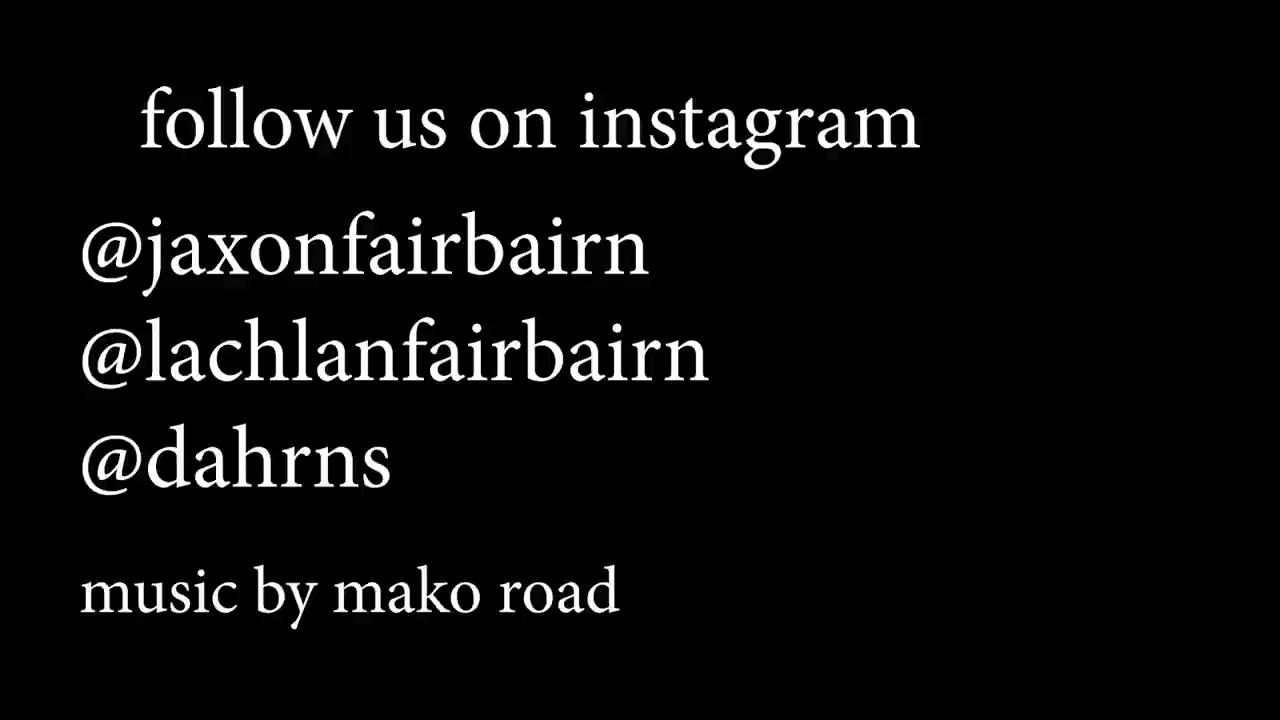 follow us on instagram
@jaxonfairbairn
@lachlanfairbairn
@dahrns
music by mako road